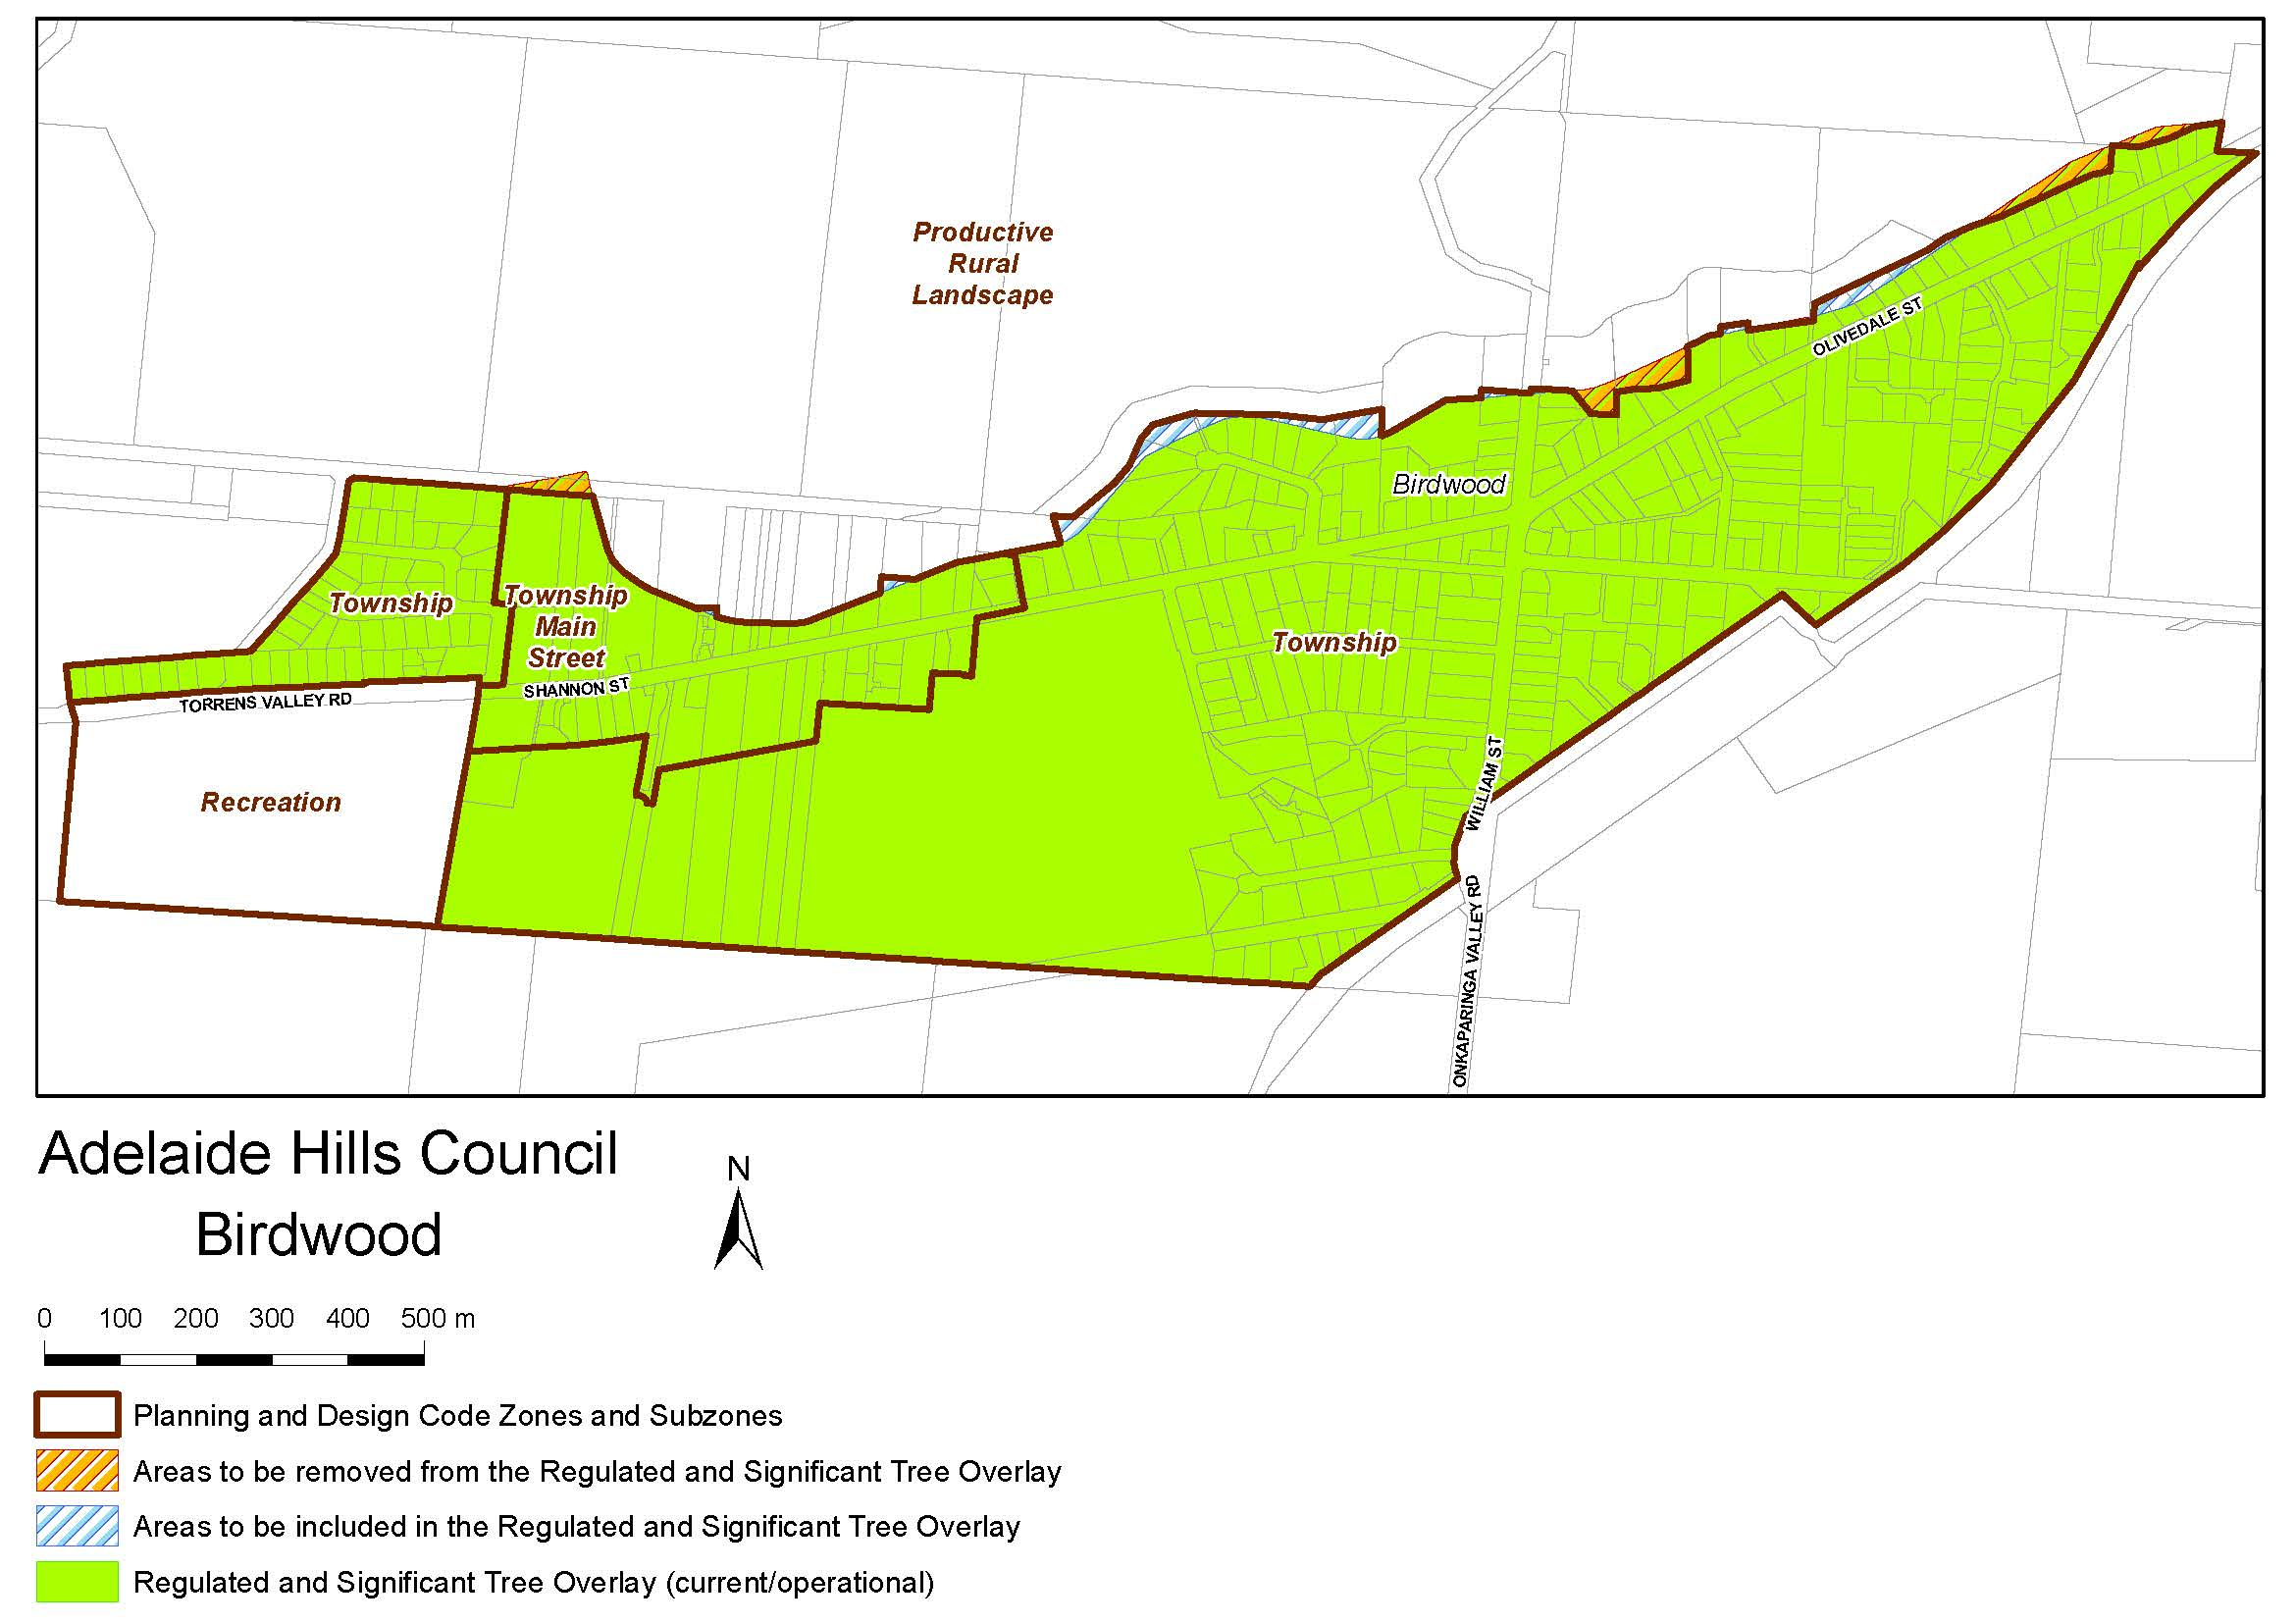 Productive
Rural
Landscape
OLIVEDALE ST
Birdwood
Township
Township
Main
Street
Township
SHANNON ST
TORRENS VALLEY RD
Recreation
WILLIAM ST
ONKAPARINGA VALLEY RD
Adelaide Hills Council
Birdwood
N
0 100 200 300 400 500 m
Planning and Design Code Zones and Subzones
Areas to be removed from the Regulated and Significant Tree Overlay
Areas to be included in the Regulated and Significant Tree Overlay
Regulated and Significant Tree Overlay (current/operational)